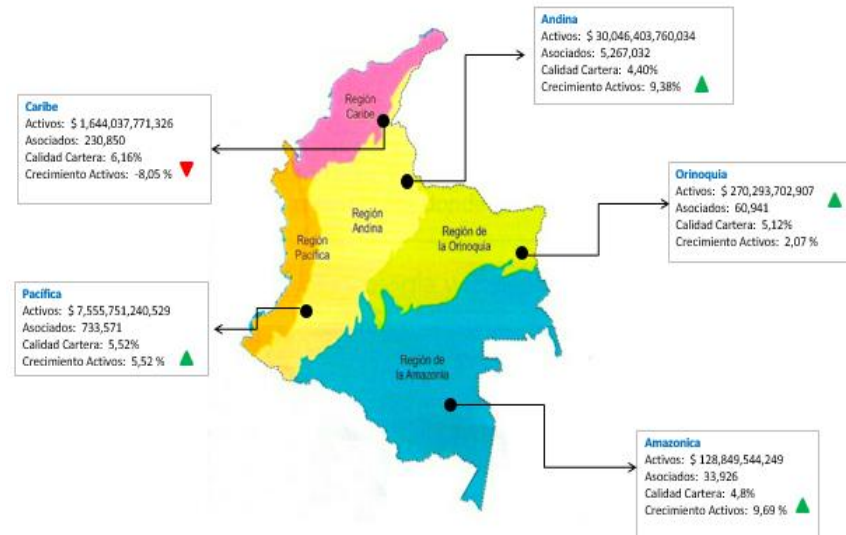 Andina
Activos: $ 30,046,403,760,034
Asociados: 5,267,032
Calidad Cartera: 4,40%
Crecimiento Activos: 9,38%
Caribe
Activos: $ 1,644,037,771,326
Asociados: 230,850
Calidad Cartera: 6,16%
Crecimiento Activos: -8,05 %
Región
Caribe
Orinoquia
Activos: $ 270,293,702,907
Asociados: 60,941
Calidad Cartera: 5,12%
Crecimiento Activos: 2,07 %
Región
Andina
Región de
la Orinoquia
Región
Pacífica
Pacífica
Activos: $ 7,555,751,240,529
Asociados: 733,571
Calidad Cartera: 5,52%
Crecimiento Activos: 5,52 %
Región de
la Amazonia
Amazonica
Activos: $ 128,849,544,249
Asociados: 33,926
Calidad Cartera: 4,8%
Crecimiento Activos: 9,69 %